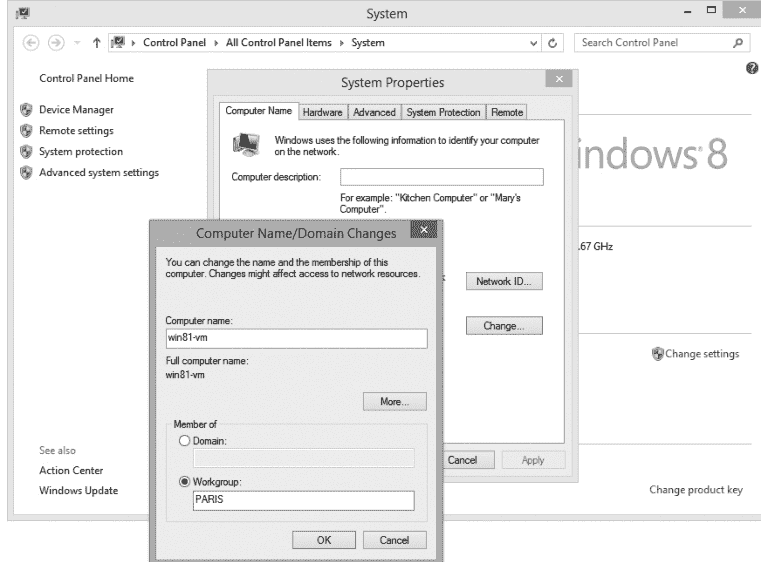 System
Control Panel
All Control Panel Items
System
Search Control Panel
Control Panel Home
Device Manager
Remote settings
System protection
Advanced system settings
See also
Action Center
Windows Update
System Properties
Computer Name
Hardware
Advanced
System Protection
Remote
Windows uses the following information to identify your computer
on the network.
Computer description:
For example: "Kitchen Computer" or "Mary's
Computer".
Network ID...
Change...
Cancel
Apply
Computer Name/Domain Changes
You can change the name and the membership of this
computer. Changes might affect access to network resources.
Computer name:
win81-vm
Full computer name:
win81-vm
More...
Member of
Domain:
Workgroup:
PARIS
OK
Cancel
indows 8
.67 GHz
Change settings
Change product key